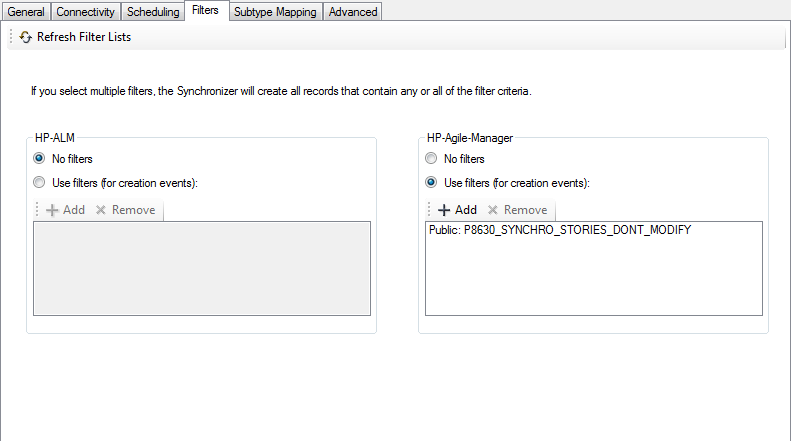 General Connectivity Scheduling Filters Subtype Mapping Advanced
Refresh Filter Lists
If you select multiple filters, the Synchronizer will create all records that contain any or all of the filter criteria.
HP-ALM
No filters
Use filters (for creation events):
Add Remove
HP-Agile-Manager
No filters
Use filters (for creation events):
Add Remove
Public: P8630_SYNCHRO_STORIES_DONT_MODIFY